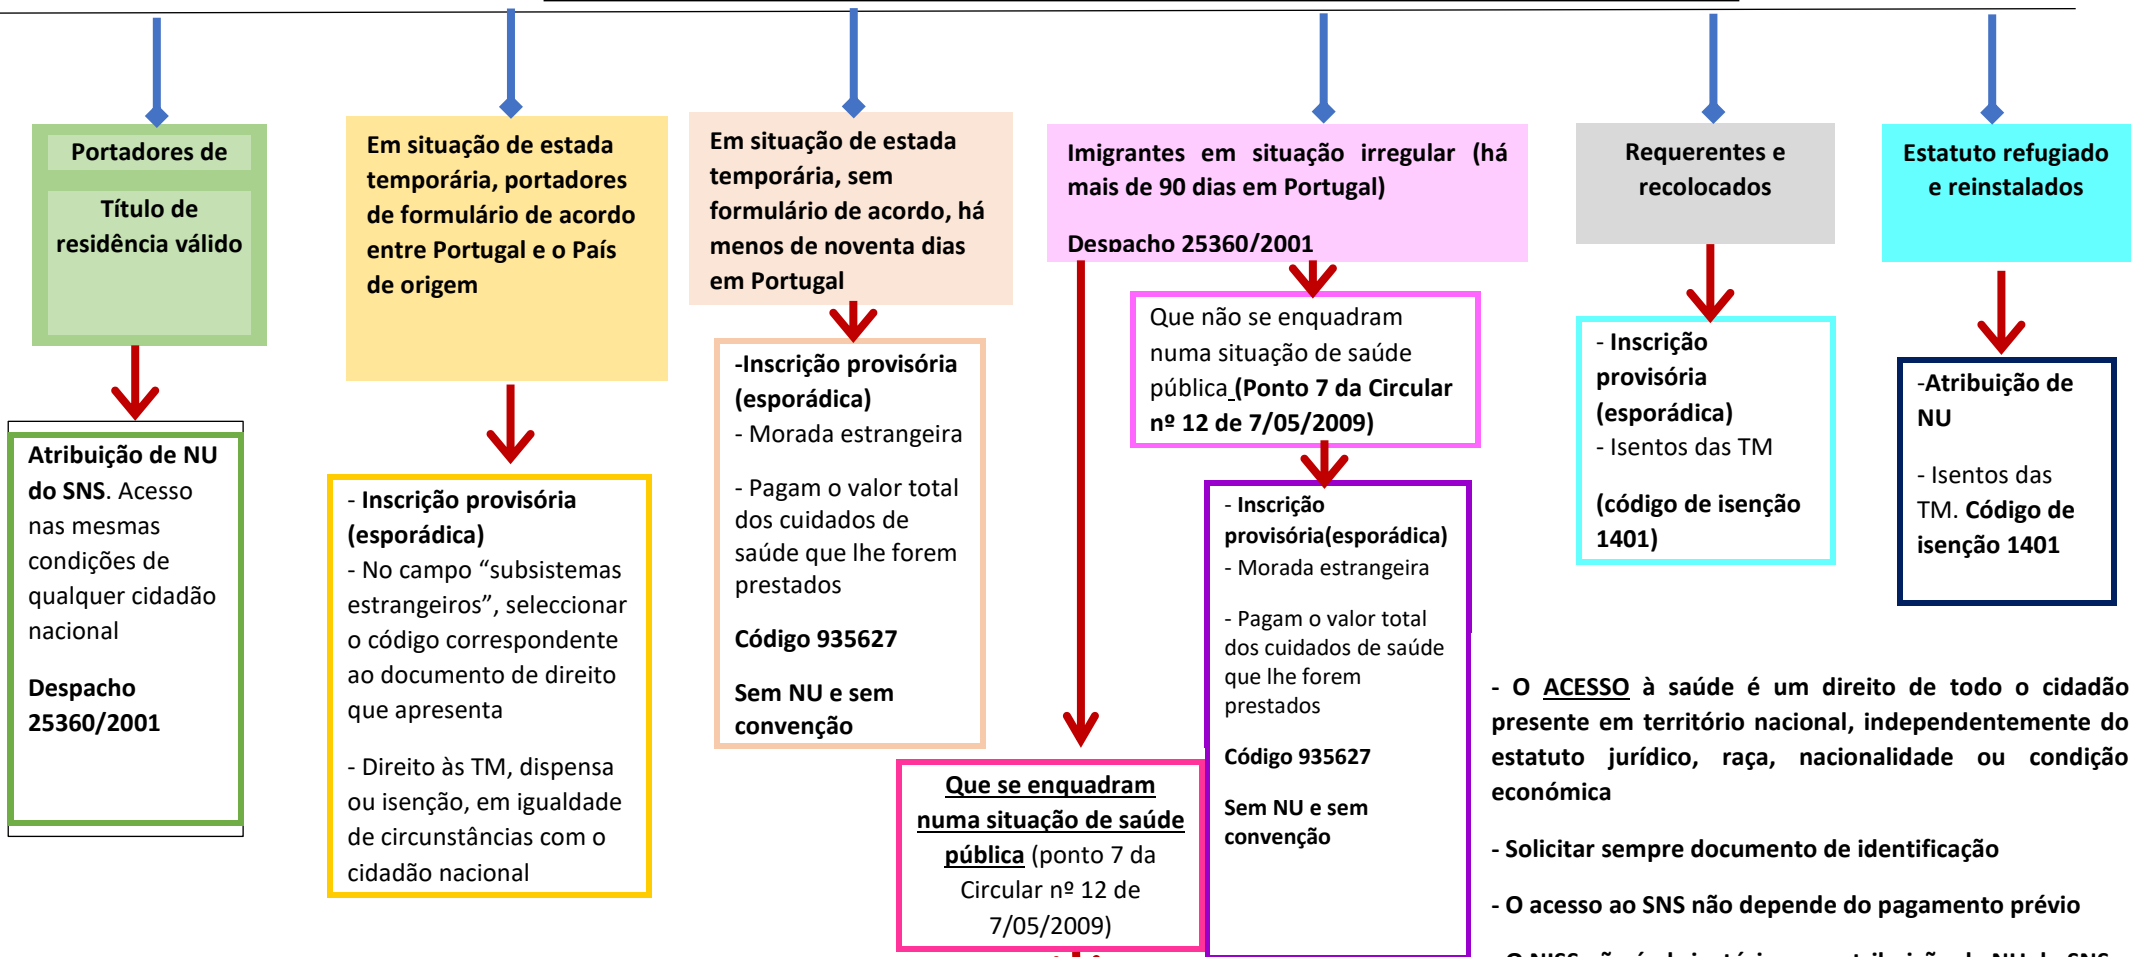 Portadores de
Título de
residência válido
Atribuição de NU
do SNS. Acesso
nas mesmas
condições de
qualquer cidadão
nacional
Despacho
25360/2001
Em situação de estada
temporária, portadores
de formulário de acordo
entre Portugal e o País
de origem
- Inscrição provisória
(esporádica)
- No campo “subsistemas
estrangeiros”, seleccionar
o código correspondente
ao documento de direito
que apresenta
- Direito às TM, dispensa
ou isenção, em igualdade
de circunstâncias com o
cidadão nacional
Em situação de estada
temporária, sem
formulário de acordo, há
menos de noventa dias
em Portugal
-Inscrição provisória
(esporádica)
- Morada estrangeira
- Pagam o valor total
dos cuidados de
saúde que lhe forem
prestados
Código 935627
Sem NU e sem
convenção
Imigrantes em situação irregular (há
mais de 90 dias em Portugal)
Despacho 25360/2001
Que não se enquadram
numa situação de saúde
pública (Ponto 7 da Circular
nº 12 de 7/05/2009)
- Inscrição
provisória(esporádica)
- Morada estrangeira
- Pagam o valor total
dos cuidados de saúde
que lhe forem
prestados
Código 935627
Sem NU e sem
convenção
Que se enquadram
numa situação de saúde
pública (ponto 7 da
Circular nº 12 de
7/05/2009)
Requerentes e
recolocados
- Inscrição
provisória
(esporádica)
- Isentos das TM
(código de isenção
1401)
Estatuto refugiado
e reinstalados
-Atribuição de
NU
- Isentos das
TM. Código de
isenção 1401
- O ACESSO à saúde é um direito de todo o cidadão
presente em território nacional, independentemente do
estatuto jurídico, raça, nacionalidade ou condição
económica
- Solicitar sempre documento de identificação
- O acesso ao SNS não depende do pagamento prévio